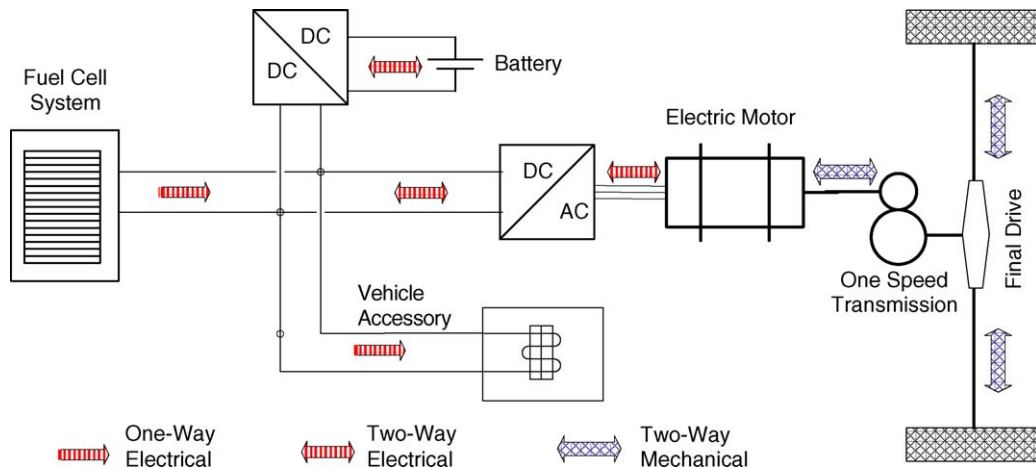 Fuel Cell
System
DC
DC
Battery
Electric Motor
DC
AC
Vehicle
Accessory
One Speed
Transmission
Final Drive
One-Way
Electrical
Two-Way
Electrical
Two-Way
Mechanical